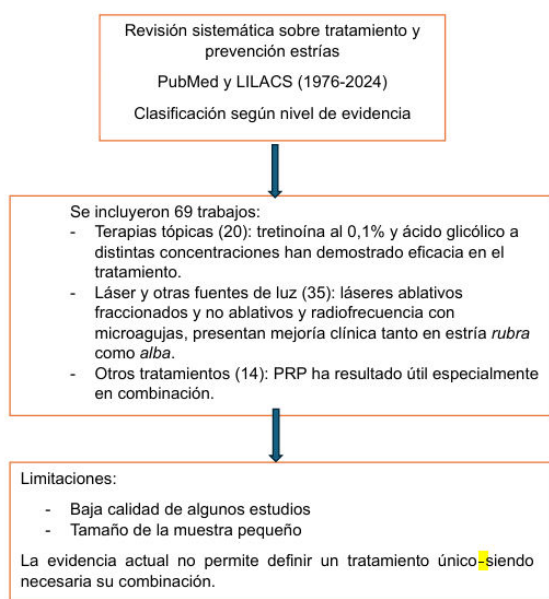 Revisión sistemática sobre tratamiento y
prevención estrías
PubMed y LILACS (1976-2024)
Clasificación según nivel de evidencia
Se incluyeron 69 trabajos:
- Terapias tópicas (20): tretinoína al 0,1% y ácido glicólico a
distintas concentraciones han demostrado eficacia en el
tratamiento.
- Láser y otras fuentes de luz (35): láseres ablativos
fraccionados y no ablativos y radiofrecuencia con
microagujas, presentan mejoría clínica tanto en estría rubra
como alba.
- Otros tratamientos (14): PRP ha resultado útil especialmente
en combinación.
Limitaciones:
- Baja calidad de algunos estudios
- Tamaño de la muestra pequeño
La evidencia actual no permite definir un tratamiento único-siendo
necesaria su combinación.